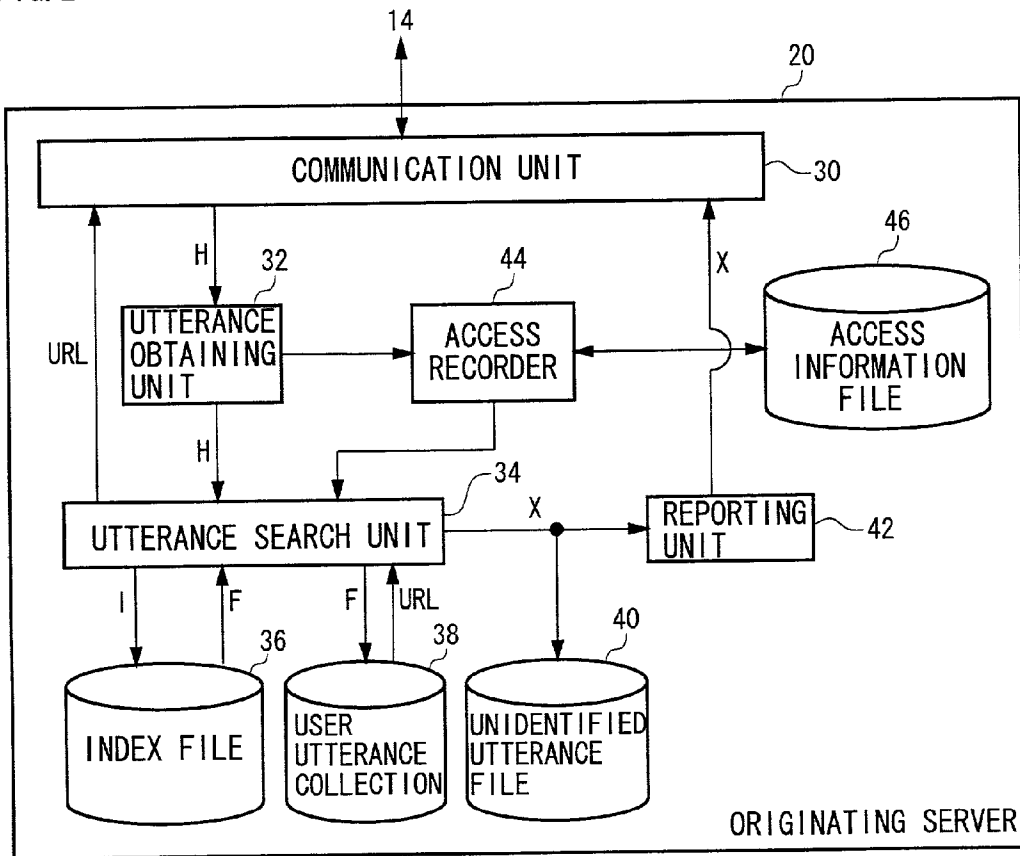 14
20
COMMUNICATION UNIT
30
H
32
44
X
46
URL
UTTERANCE
OBTAINING
UNIT
ACCESS
RECORDER
ACCESS
INFORMATION
FILE
H
34
X
UTTERANCE SEARCH UNIT
REPORTING
UNIT
42
I
F
F
URL
36
38
40
INDEX FILE
USER
UTTERANCE
COLLECTION
UNIDENTIFIED
UTTERANCE
FILE
ORIGINATING SERVER